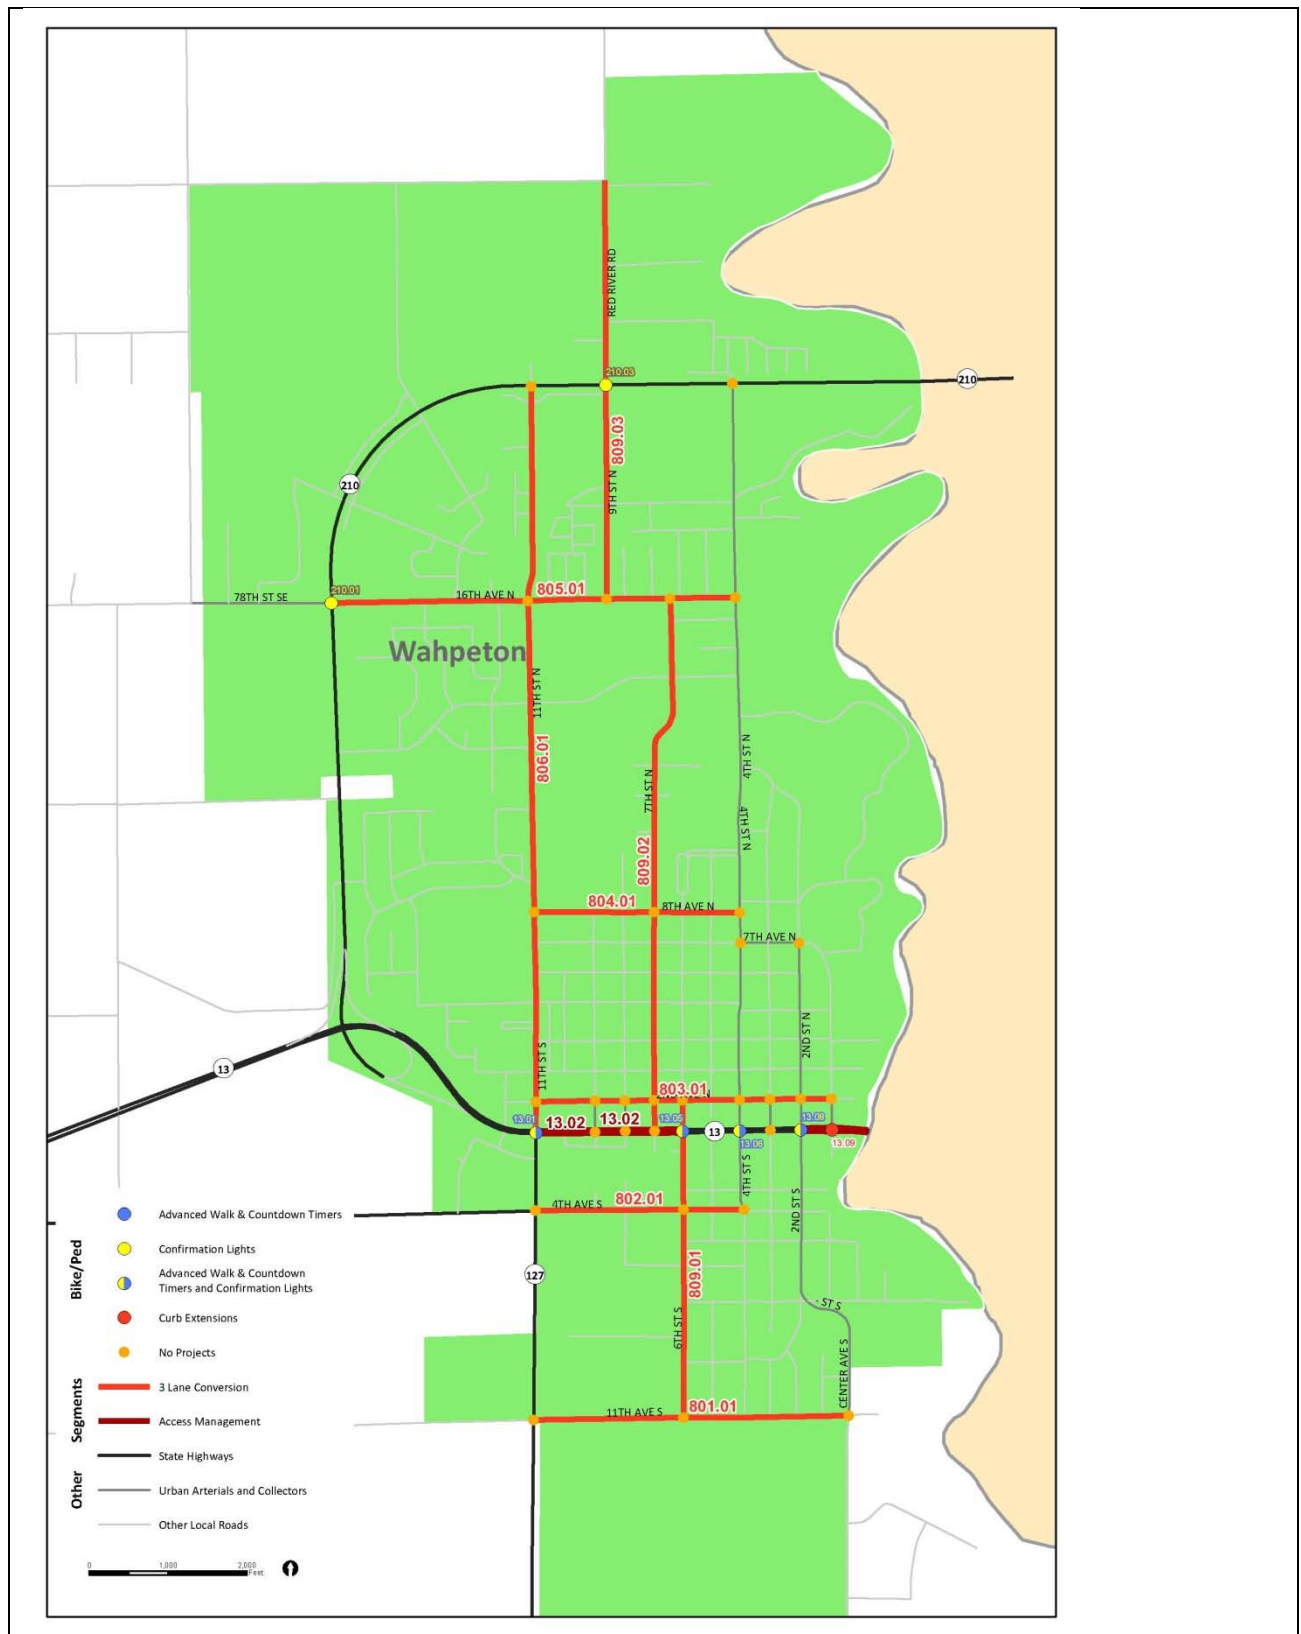 RED RIVER RD
210.03
210
809.03
9TH ST N
210
210.01
78TH ST SE
16TH AVE N
805.01
Wahpeton
11TH ST N
806.01
7TH ST N
4TH ST N
4TH ST N
809.02
804.01
8TH AVE N
7TH AVE N
2ND ST N
11TH ST S
13
803.01
13.01
13.02
13.02
13
13.06
13.09
4TH AVE S
802.01
4TH ST S
2ND ST S
127
809.01
6TH ST S
- ST S
CENTER AVE S
11TH AVE S
801.01
Bike/Ped
Advanced Walk & Countdown Timers
Confirmation Lights
Advanced Walk & Countdown
Timers and Confirmation Lights
Curb Extensions
No Projects
Segments
3 Lane Conversion
Access Management
Other
State Highways
Urban Arterials and Collectors
Other Local Roads
0 1,000 2,000
Feet